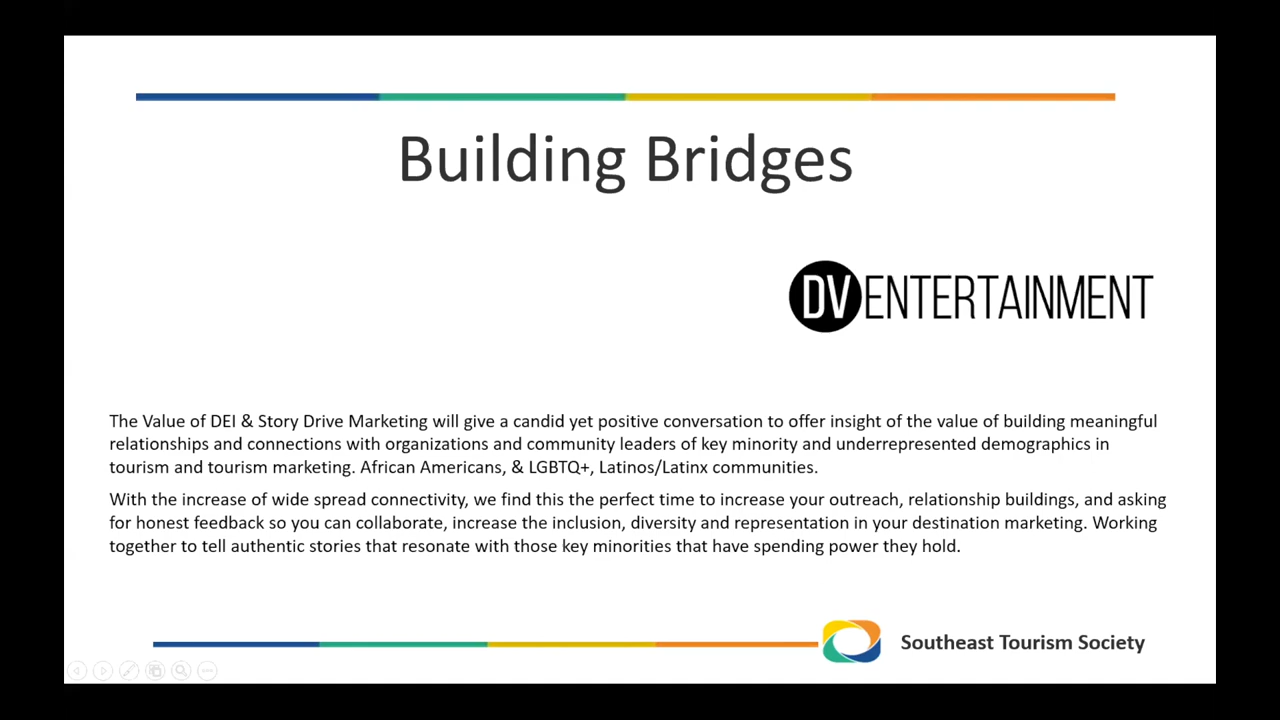 Building Bridges
DV ENTERTAINMENT
The Value of DEI & Story Drive Marketing will give a candid yet positive conversation to offer insight of the value of building meaningful
relationships and connections with organizations and community leaders of key minority and underrepresented demographics in
tourism and tourism marketing. African Americans, & LGBTQ+, Latinos/Latinx communities.
With the increase of wide spread connectivity, we find this the perfect time to increase your outreach, relationship buildings, and asking
for honest feedback so you can collaborate, increase the inclusion, diversity and representation in your destination marketing. Working
together to tell authentic stories that resonate with those key minorities that have spending power they hold.
Southeast Tourism Society